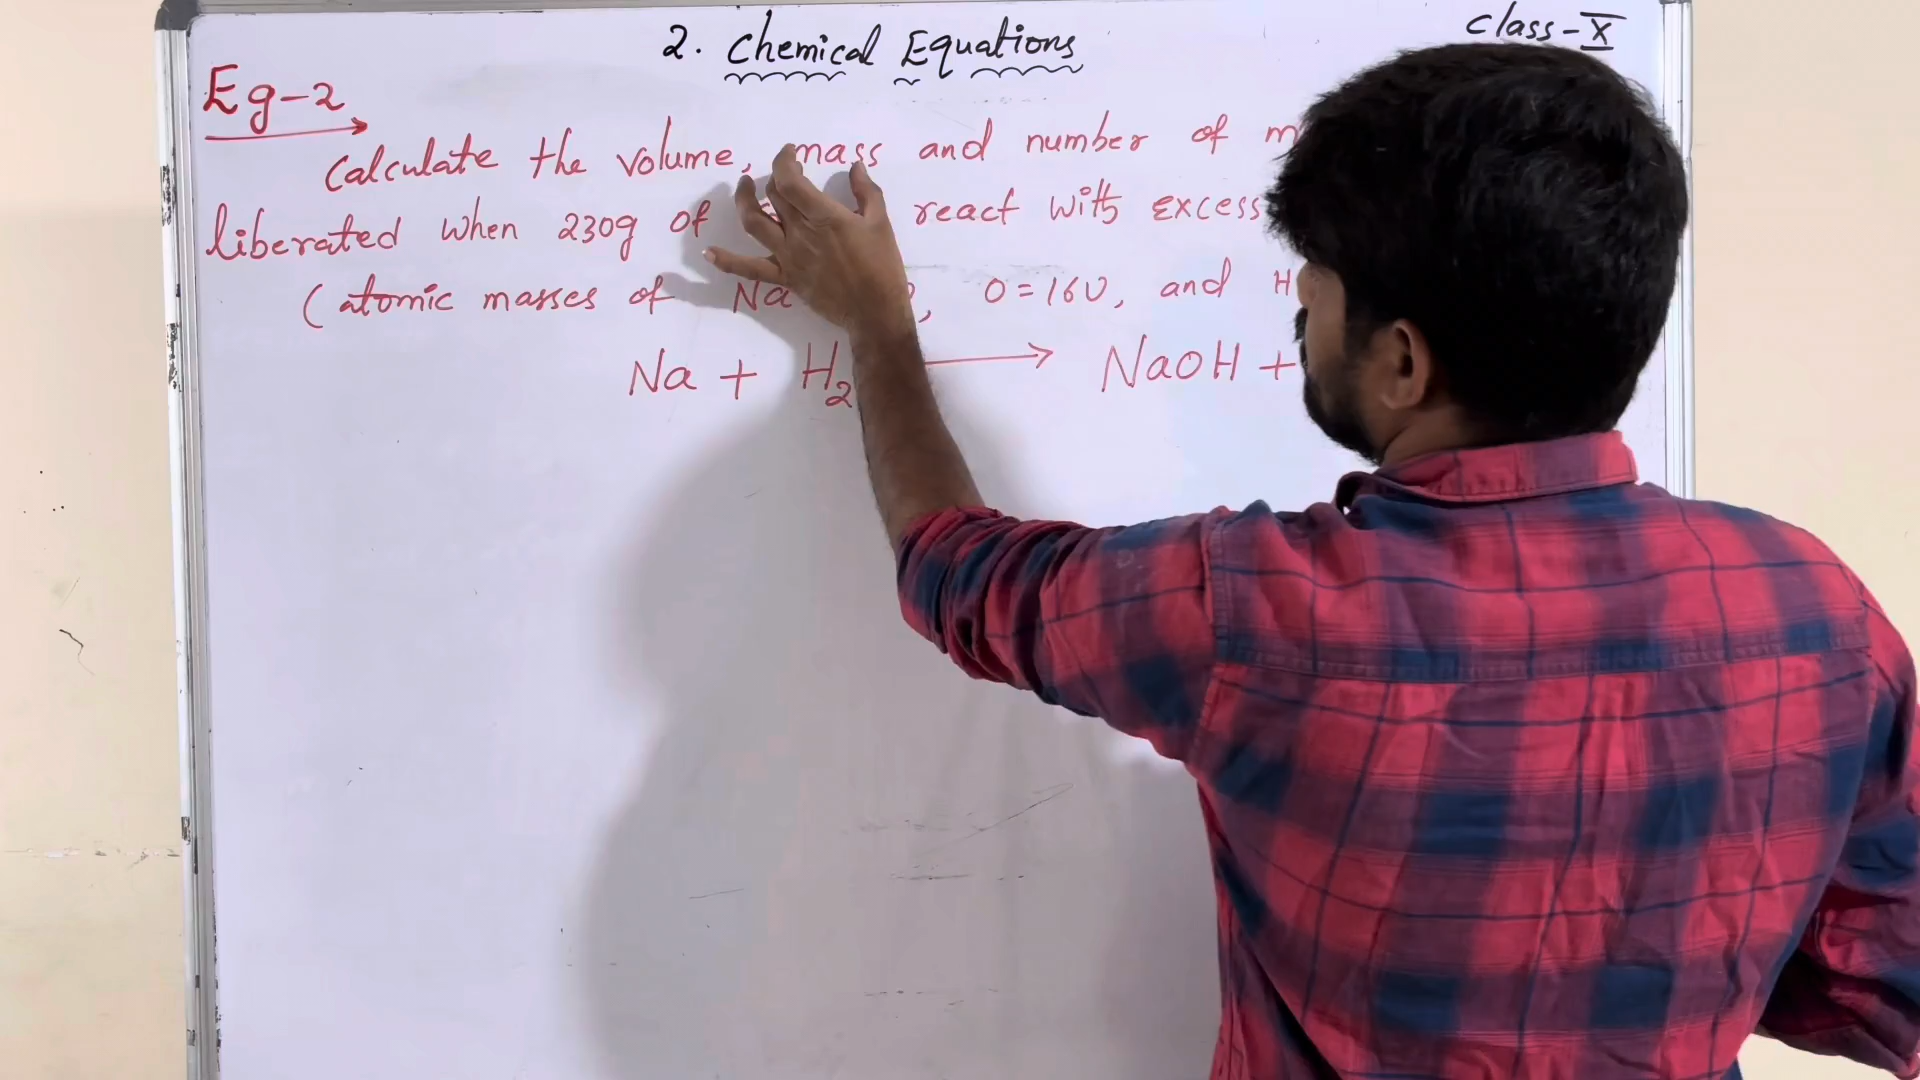 2. Chemical Equations
Class-X
Eg-2
Calculate the volume, mass and number of
liberated when 230g of react with excess
(atomic masses of Na , O=16U, and H
Na + H2 → NaOH +